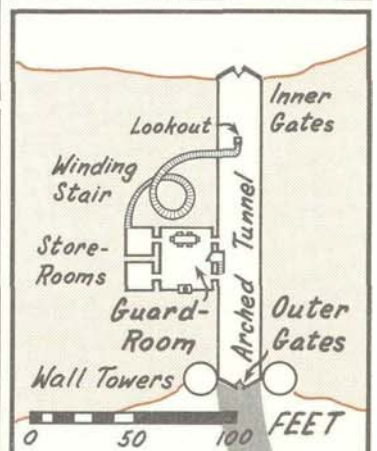 Inner
Gates
Lookout
Winding
Stair
Arched Tunnel
Store-
Rooms
Guard-
Room
Outer
Gates
Wall Towers
FEET
0 50 100